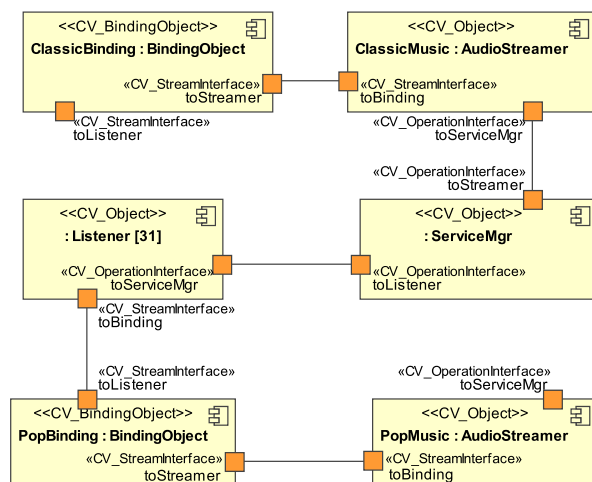 <<CV_BindingObject>>
ClassicBinding : BindingObject
«CV_StreamInterface»
toStreamer
«CV_StreamInterface»
toListener
<<CV_Object>>
ClassicMusic : AudioStreamer
«CV_StreamInterface»
toBinding
«CV_OperationInterface»
toServiceMgr
«CV_OperationInterface»
toStreamer
<<CV_Object>>
: Listener [31]
«CV_OperationInterface»
toServiceMgr
«CV_StreamInterface»
toBinding
<<CV_Object>>
: ServiceMgr
«CV_OperationInterface»
toListener
«CV_StreamInterface»
toListener
<<CV_BindingObject>>
PopBinding : BindingObject
«CV_StreamInterface»
toStreamer
«CV_OperationInterface»
toServiceMgr
<<CV_Object>>
PopMusic : AudioStreamer
«CV_StreamInterface»
toBinding